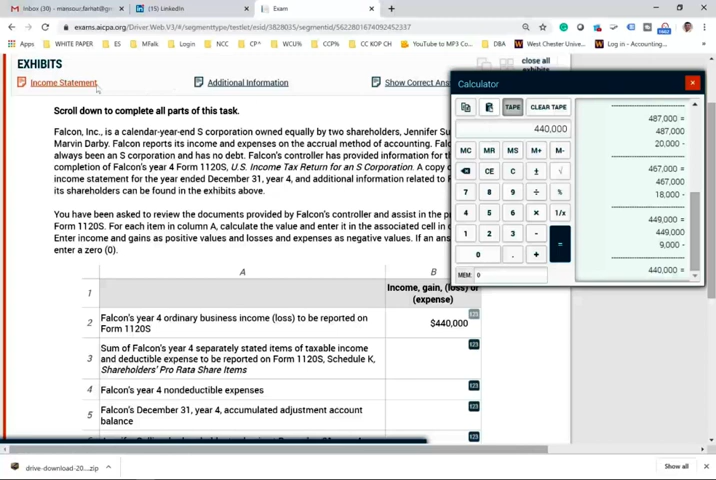 Inbox (30) - mansour.farhat@g
LinkedIn
Exam
exams.aicpa.org/Driver.Web.V3/#/segmenttype/testlet/esid/3828035/segmentid/5622801674092452337
Apps WHITE PAPER ES MFalk Login NCC CP^ WCU% CCP% CC KOP CH YouTube to MP3 Co... DBA West Chester Unive... Log in - Accounting...
EXHIBITS
close all
exhibits
Income Statement
Additional Information
Show Correct Ans
Scroll down to complete all parts of this task.
Falcon, Inc., is a calendar-year-end S corporation owned equally by two shareholders, Jennifer Su
Marvin Darby. Falcon reports its income and expenses on the accrual method of accounting. Falc
always been an S corporation and has no debt. Falcon's controller has provided information for t
completion of Falcon's year 4 Form 1120S, U.S. Income Tax Return for an S Corporation. A copy o
income statement for the year ended December 31, year 4, and additional information related to F
its shareholders can be found in the exhibits above.
You have been asked to review the documents provided by Falcon's controller and assist in the pr
Form 1120S. For each item in column A, calculate the value and enter it in the associated cell in c
Enter income and gains as positive values and losses and expenses as negative values. If an ans
enter a zero (0).
A
B
1
Income, gain, (loss) or
(expense)
2
Falcon's year 4 ordinary business income (loss) to be reported on
Form 1120S
$440,000
123
3
Sum of Falcon's year 4 separately stated items of taxable income
and deductible expense to be reported on Form 1120S, Schedule K,
Shareholders' Pro Rata Share Items
123
4
Falcon's year 4 nondeductible expenses
123
5
Falcon's December 31, year 4, accumulated adjustment account
balance
123
123
Calculator
TAPE
CLEAR TAPE
440,000
MC MR MS M+ M-
CE C ± √
7 8 9 ÷ %
4 5 6 × 1/x
1 2 3 - =
0 . +
MEM: 0
487,000 =
487,000
20,000 -
467,000 =
467,000
18,000 -
449,000 =
449,000
9,000 -
440,000 =
drive-download-20....zip
Show all